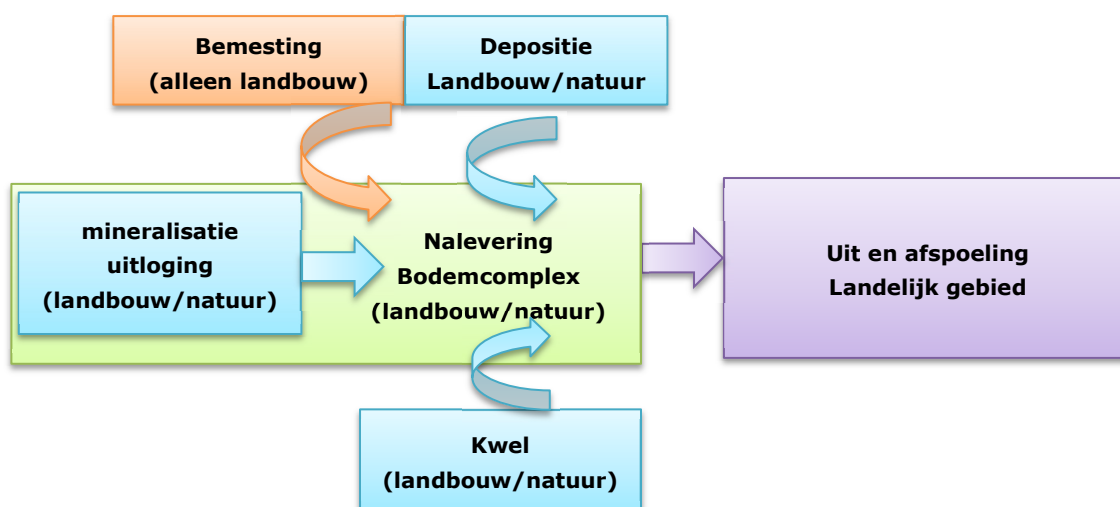 Bemesting
(alleen landbouw)
Depositie
Landbouw/natuur
mineralisatie
uitloging
(landbouw/natuur)
Nalevering
Bodemcomplex
(landbouw/natuur)
Uit en afspoeling
Landelijk gebied
Kwel
(landbouw/natuur)